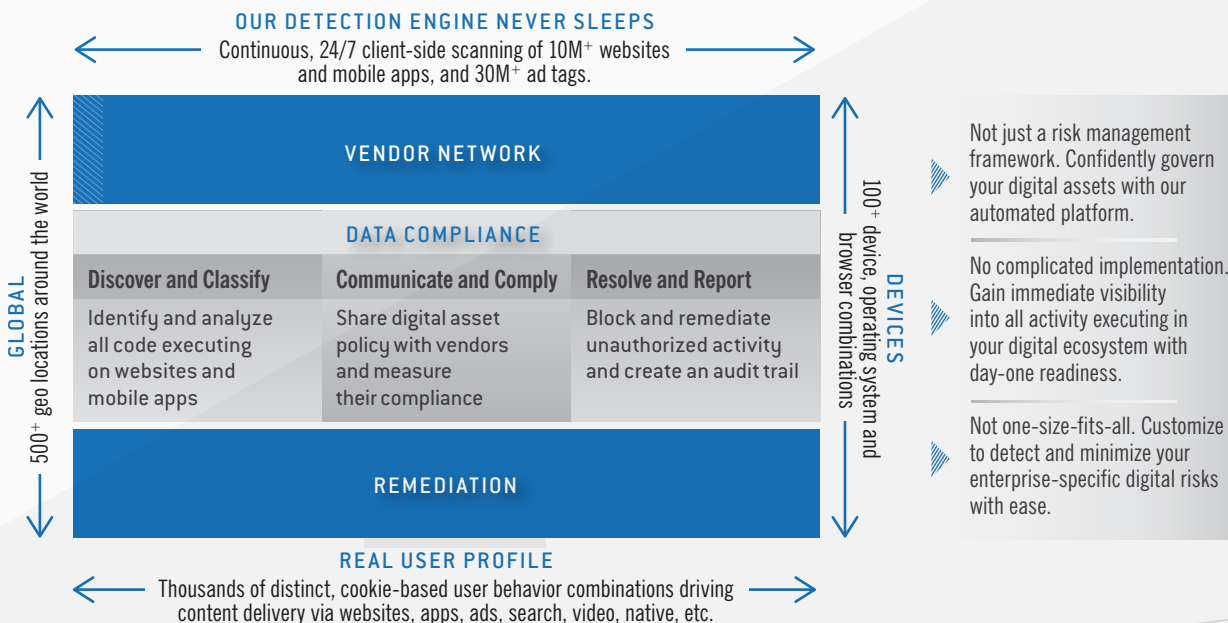 OUR DETECTION ENGINE NEVER SLEEPS
Continuous, 24/7 client-side scanning of 10M+ websites
and mobile apps, and 30M+ ad tags.
GLOBAL
500+ geo locations around the world
VENDOR NETWORK
DATA COMPLIANCE
Discover and Classify
Identify and analyze
all code executing
on websites and
mobile apps
Communicate and Comply
Share digital asset
policy with vendors
and measure
their compliance
Resolve and Report
Block and remediate
unauthorized activity
and create an audit trail
REMEDIATION
DEVICES
100+ device, operating system and
browser combinations
REAL USER PROFILE
Thousands of distinct, cookie-based user behavior combinations driving
content delivery via websites, apps, ads, search, video, native, etc.
Not just a risk management
framework. Confidently govern
your digital assets with our
automated platform.
No complicated implementation.
Gain immediate visibility
into all activity executing in
your digital ecosystem with
day-one readiness.
Not one-size-fits-all. Customize
to detect and minimize your
enterprise-specific digital risks
with ease.